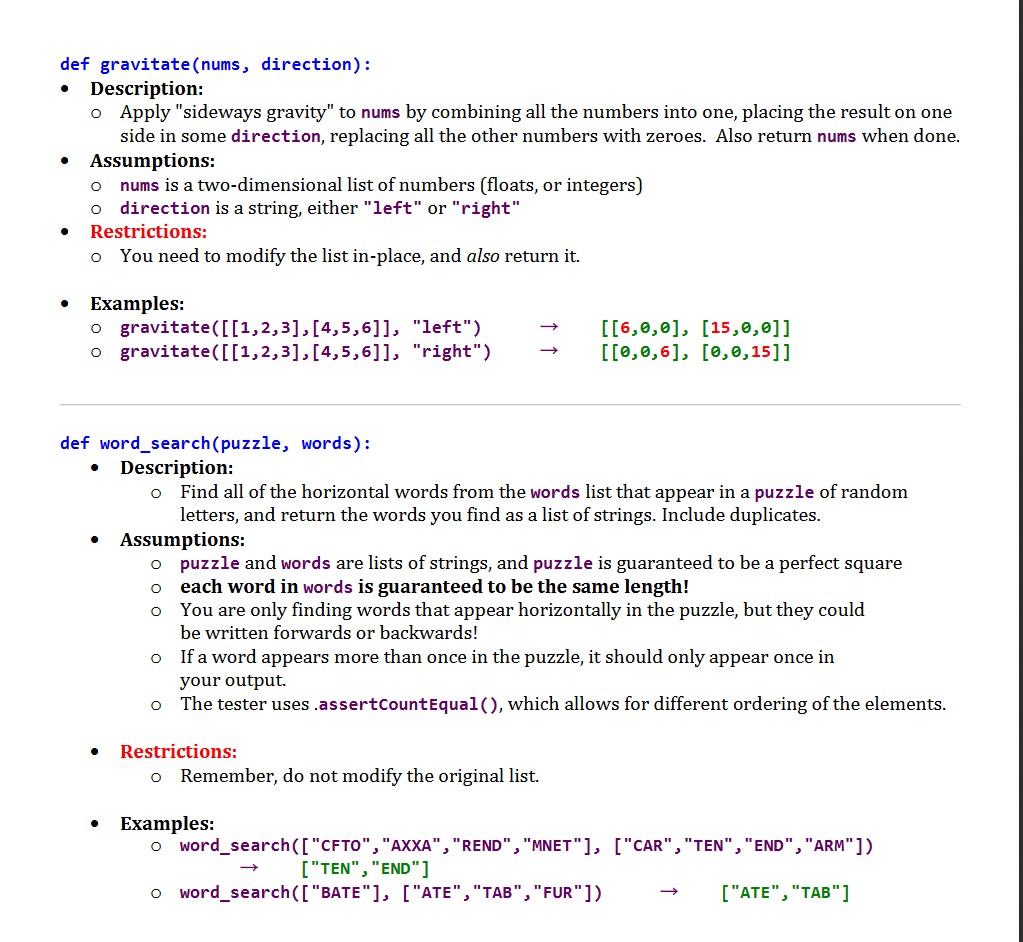 def gravitate(nums, direction):
• Description:
o Apply "sideways gravity" to nums by combining all the numbers into one, placing the result on one
side in some direction, replacing all the other numbers with zeroes. Also return nums when done.
• Assumptions:
o nums is a two-dimensional list of numbers (floats, or integers)
o direction is a string, either "left" or "right"
• Restrictions:
o You need to modify the list in-place, and also return it.
• Examples:
o gravitate([[1,2,3],[4,5,6]], "left") → [[6,0,0], [15,0,0]]
o gravitate([[1,2,3],[4,5,6]], "right") → [[0,0,6], [0,0,15]]
def word_search(puzzle, words):
• Description:
o Find all of the horizontal words from the words list that appear in a puzzle of random
letters, and return the words you find as a list of strings. Include duplicates.
• Assumptions:
o puzzle and words are lists of strings, and puzzle is guaranteed to be a perfect square
o each word in words is guaranteed to be the same length!
o You are only finding words that appear horizontally in the puzzle, but they could
be written forwards or backwards!
o If a word appears more than once in the puzzle, it should only appear once in
your output.
o The tester uses .assertCountEqual(), which allows for different ordering of the elements.
• Restrictions:
o Remember, do not modify the original list.
• Examples:
o word_search(["CFTO","AXXA","REND","MNET"], ["CAR","TEN","END","ARM"])
→ ["TEN","END"]
o word_search(["BATE"], ["ATE","TAB","FUR"]) → ["ATE","TAB"]